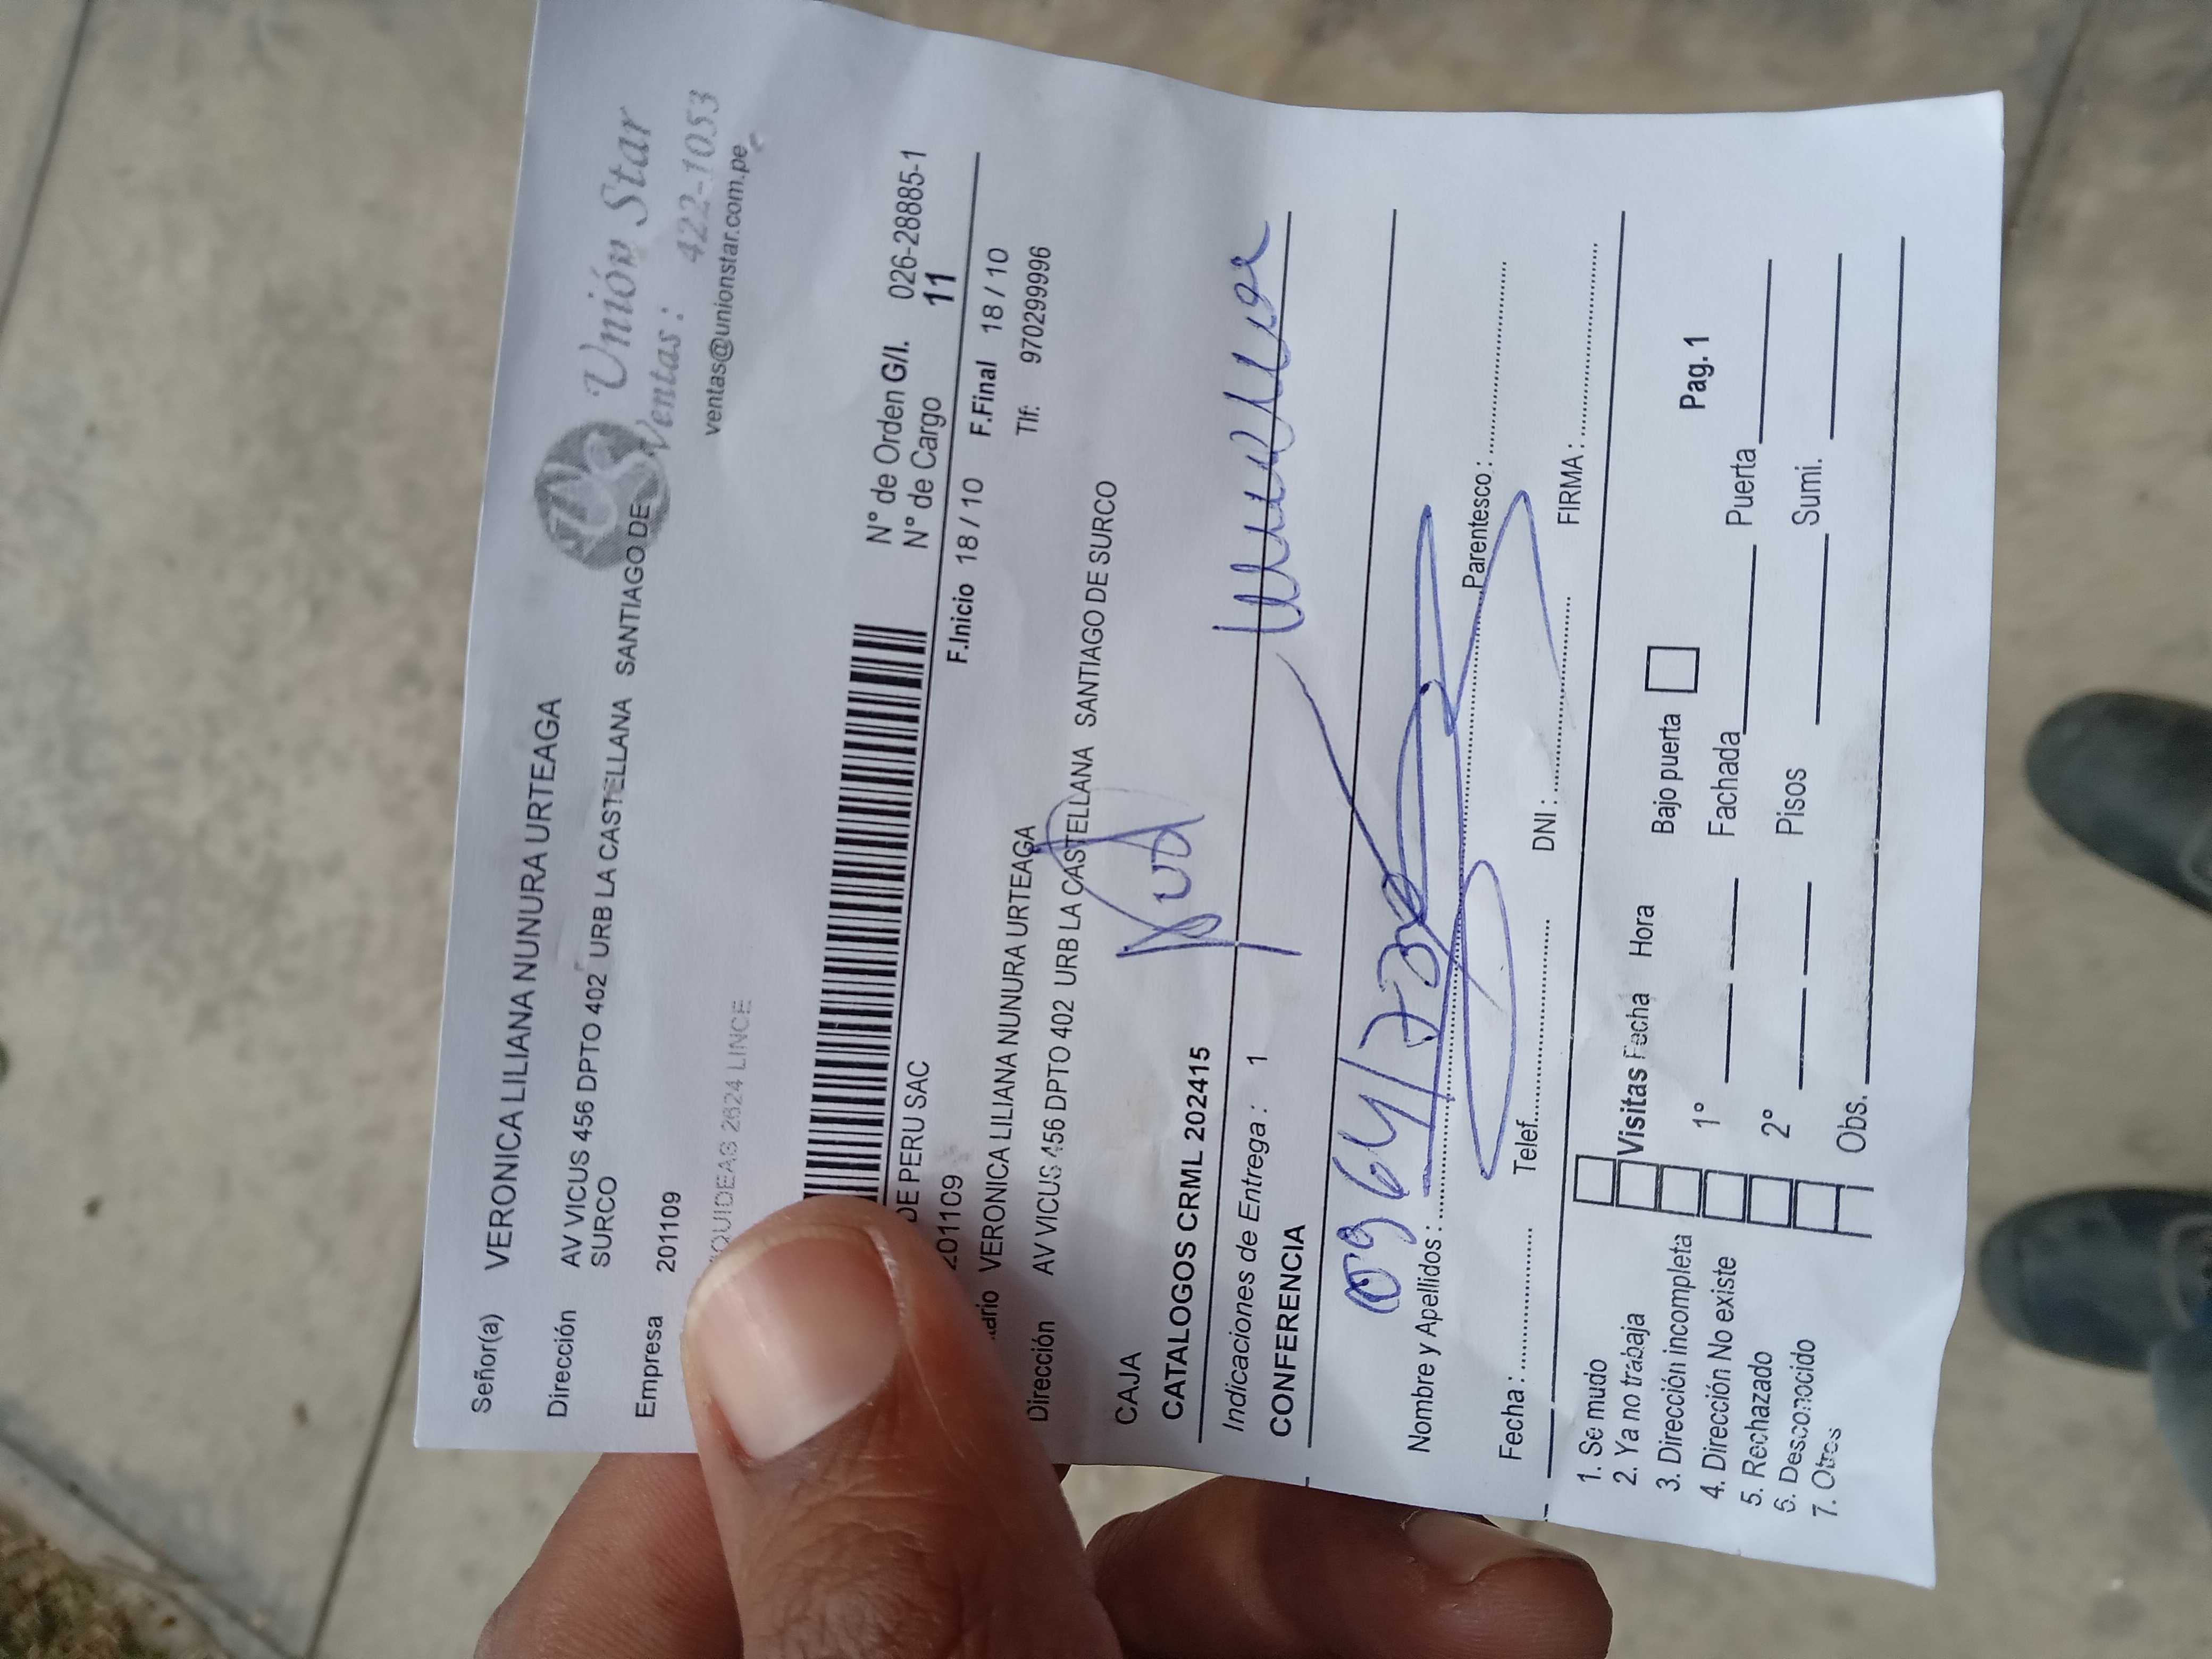 Señor(a) VERONICA LILIANA NUNURA URTEAGA
Unión Star
Dirección AV VICUS 456 DPTO 402 URB LA CASTELLANA SANTIAGO DE
SURCO
Ventas: 422-1053
Empresa 201109
ventas@unionstar.com.pe
2624 LINCE
N° de Orden G/I. 026-28885-1
DE PERU SAC N° de Cargo 11
201109 F.Inicio 18 / 10 F.Final 18 / 10
VERONICA LILIANA NUNURA URTEAGA Tlf: 970299996
Dirección AV VICUS 456 DPTO 402 URB LA CASTELLANA SANTIAGO DE SURCO
CAJA
CATALOGOS CRML 202415
Indicaciones de Entrega : 1
CONFERENCIA
Nombre y Apellidos :
Parentesco :
Fecha : Telef. DNI : FIRMA :
1. Se mudo
2. Ya no trabaja Visitas Fecha Hora Bajo puerta
3. Dirección incompleta
4. Dirección No existe 1° Fachada Puerta Pag. 1
5. Rechazado
6. Desconocido 2° Pisos Sumi.
7. Otros
Obs.